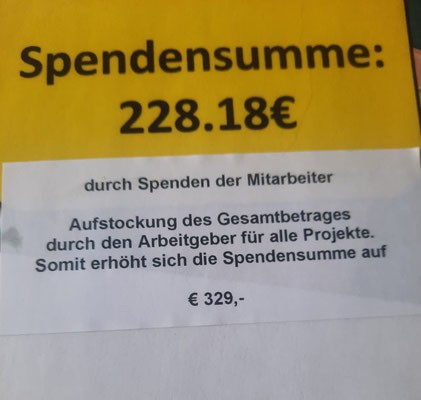 Spendensumme:
228.18€
durch Spenden der Mitarbeiter
Aufstockung des Gesamtbetrages
durch den Arbeitgeber für alle Projekte.
Somit erhöht sich die Spendensumme auf
€ 329,-